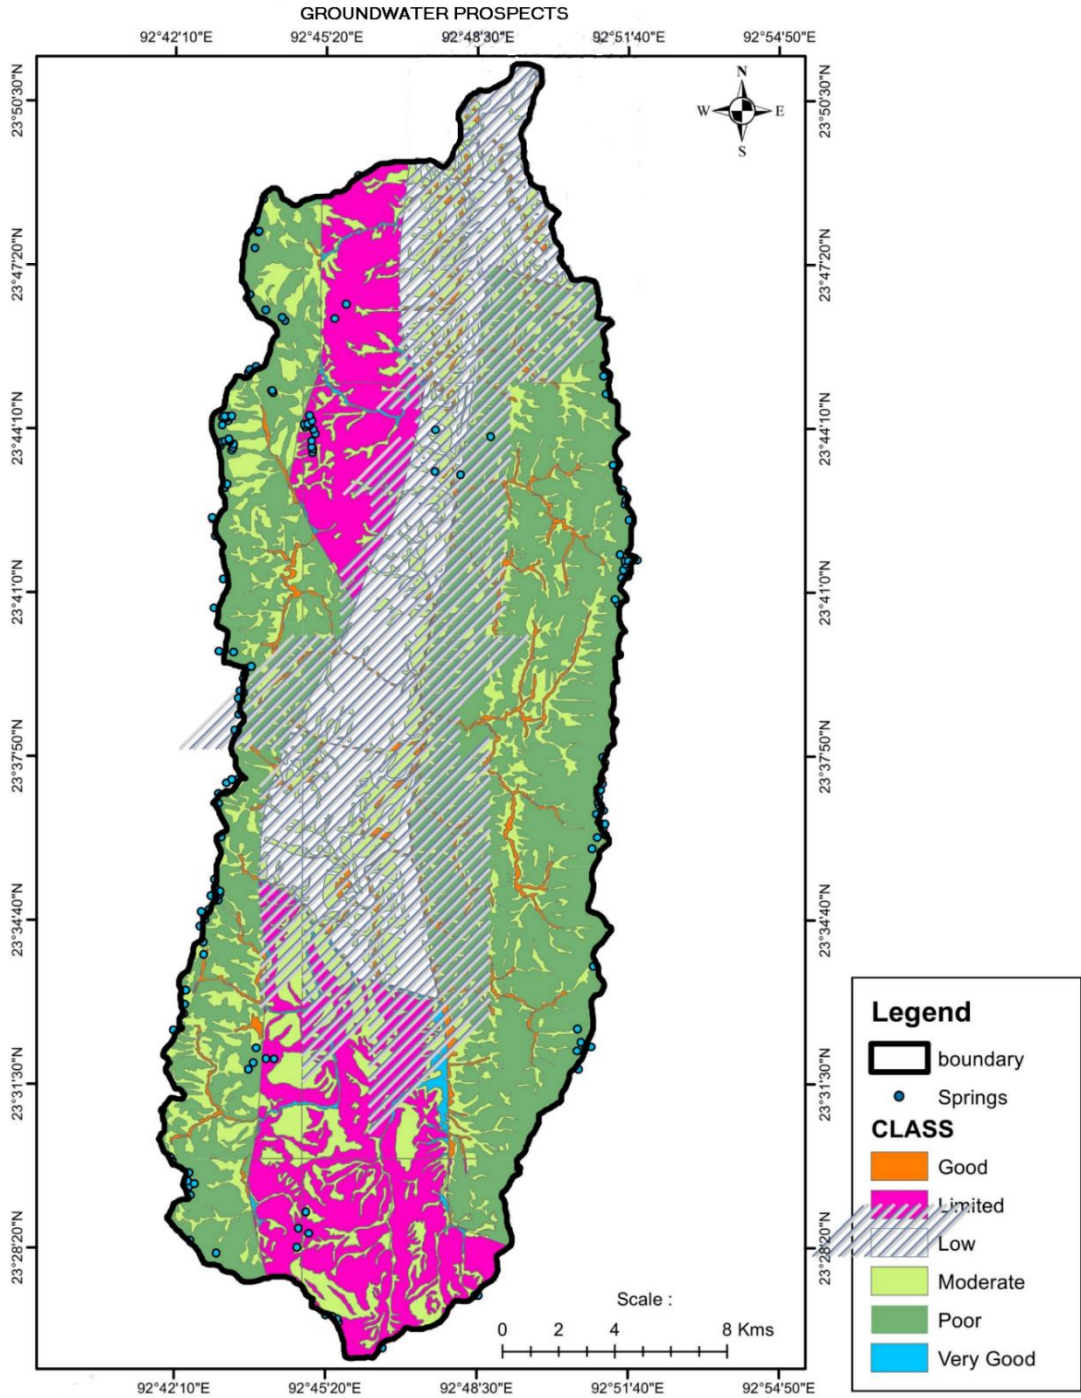 GROUNDWATER PROSPECTS
92°42'10"E 92°45'20"E 92°48'30"E 92°51'40"E 92°54'50"E
N
W E
S
23°50'30"N 23°50'30"N
23°47'20"N 23°47'20"N
23°44'10"N 23°44'10"N
23°41'0"N 23°41'0"N
23°37'50"N 23°37'50"N
23°34'40"N 23°34'40"N
23°31'30"N 23°31'30"N
23°28'20"N 23°28'20"N
Legend
boundary
Springs
CLASS
Good
Limited
Low
Moderate
Poor
Very Good
Scale :
0 2 4 8 Kms
92°42'10"E 92°45'20"E 92°48'30"E 92°51'40"E 92°54'50"E